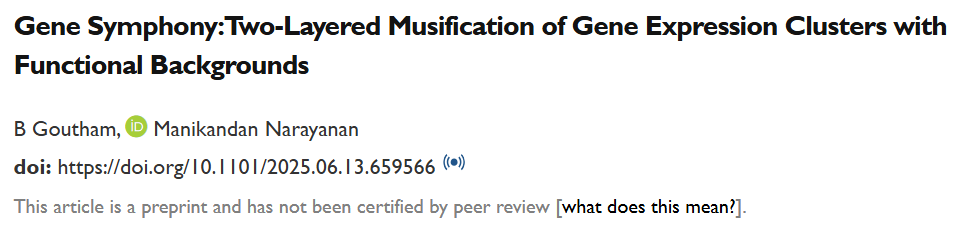 Gene Symphony:Two-Layered Musification of Gene Expression Clusters with
Functional Backgrounds
B Goutham, iD Manikandan Narayanan
doi: https://doi.org/10.1101/2025.06.13.659566
This article is a preprint and has not been certified by peer review [what does this mean?].